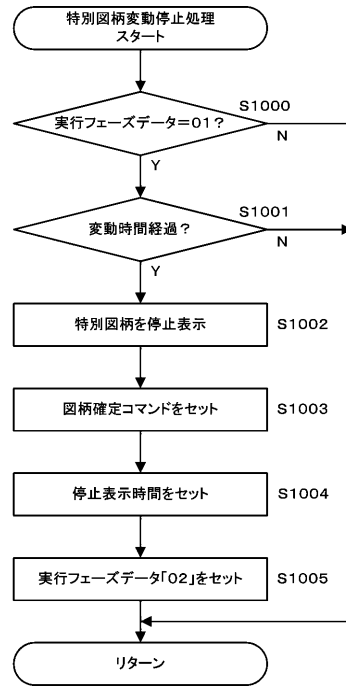 特別図柄変動停止処理
スタート
S1000
実行フェーズデータ=01?
N
Y
S1001
変動時間経過?
N
Y
特別図柄を停止表示
S1002
図柄確定コマンドをセット
S1003
停止表示時間をセット
S1004
実行フェーズデータ「02」をセット
S1005
リターン